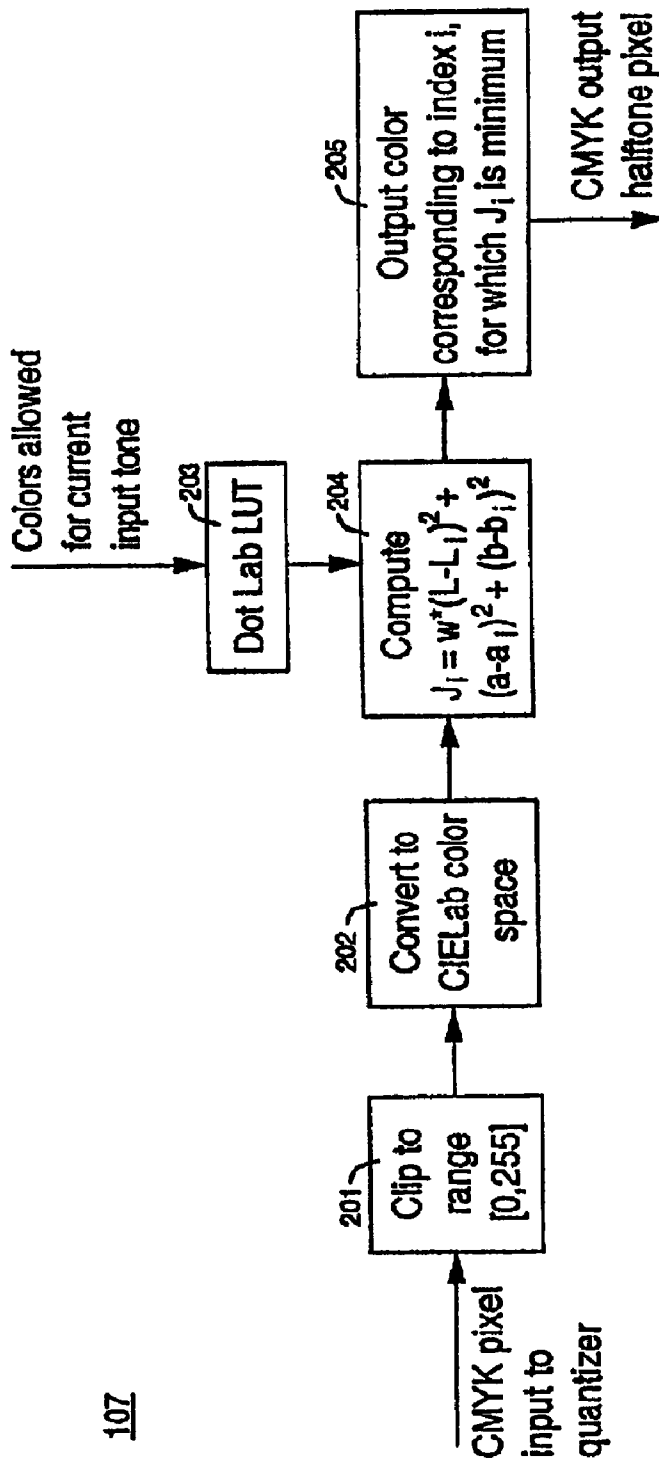 107
CMYK pixel
input to
quantizer
201
Clip to
range
[0,255]
202
Convert to
CIELab color
space
Colors allowed
for current
input tone
203
Dot Lab LUT
204
Compute
J_i = w*(L-L_i)² +
(a-a_i)² + (b-b_i)²
205
Output color
corresponding to index i,
for which J_i is minimum
CMYK output
halftone pixel